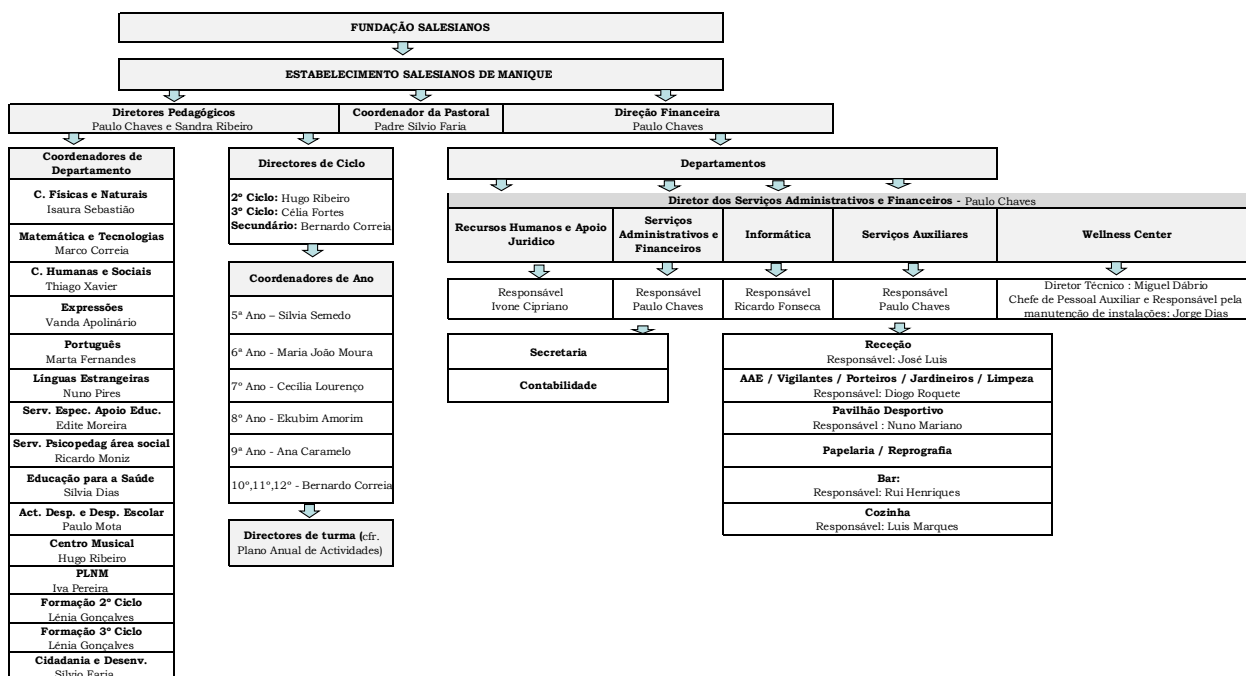 FUNDAÇÃO SALESIANOS
ESTABELECIMENTO SALESIANOS DE MANIQUE
Diretores Pedagógicos
Paulo Chaves e Sandra Ribeiro
Coordenador da Pastoral
Padre Sílvio Faria
Direção Financeira
Paulo Chaves
Coordenadores de
Departamento
C. Físicas e Naturais
Isaura Sebastião
Matemática e Tecnologias
Marco Correia
C. Humanas e Sociais
Thiago Xavier
Expressões
Vanda Apolinário
Português
Marta Fernandes
Línguas Estrangeiras
Nuno Pires
Serv. Espec. Apoio Educ.
Edite Moreira
Serv. Psicopedag área social
Ricardo Moniz
Educação para a Saúde
Sílvia Dias
Act. Desp. e Desp. Escolar
Paulo Mota
Centro Musical
Hugo Ribeiro
PLNM
Iva Pereira
Formação 2º Ciclo
Lénia Gonçalves
Formação 3º Ciclo
Lénia Gonçalves
Cidadania e Desenv.
Sílvio Faria
Directores de Ciclo
2º Ciclo: Hugo Ribeiro
3º Ciclo: Célia Fortes
Secundário: Bernardo Correia
Coordenadores de Ano
5ª Ano – Sílvia Semedo
6ª Ano - Maria João Moura
7º Ano - Cecília Lourenço
8º Ano - Ekubim Amorim
9ª Ano - Ana Caramelo
10º,11º,12º - Bernardo Correia
Directores de turma (cfr.
Plano Anual de Actividades)
Departamentos
Diretor dos Serviços Administrativos e Financeiros - Paulo Chaves
Recursos Humanos e Apoio
Juridico
Serviços
Administrativos e
Financeiros
Informática
Serviços Auxiliares
Wellness Center
Responsável
Ivone Cipriano
Responsável
Paulo Chaves
Responsável
Ricardo Fonseca
Responsável
Paulo Chaves
Diretor Técnico : Miguel Dábrio
Chefe de Pessoal Auxiliar e Responsável pela
manutenção de instalações: Jorge Dias
Secretaria
Contabilidade
Receção
Responsável: José Luis
AAE / Vigilantes / Porteiros / Jardineiros / Limpeza
Responsável: Diogo Roquete
Pavilhão Desportivo
Responsável : Nuno Mariano
Papelaria / Reprografia
Bar:
Responsável: Rui Henriques
Cozinha
Responsável: Luis Marques